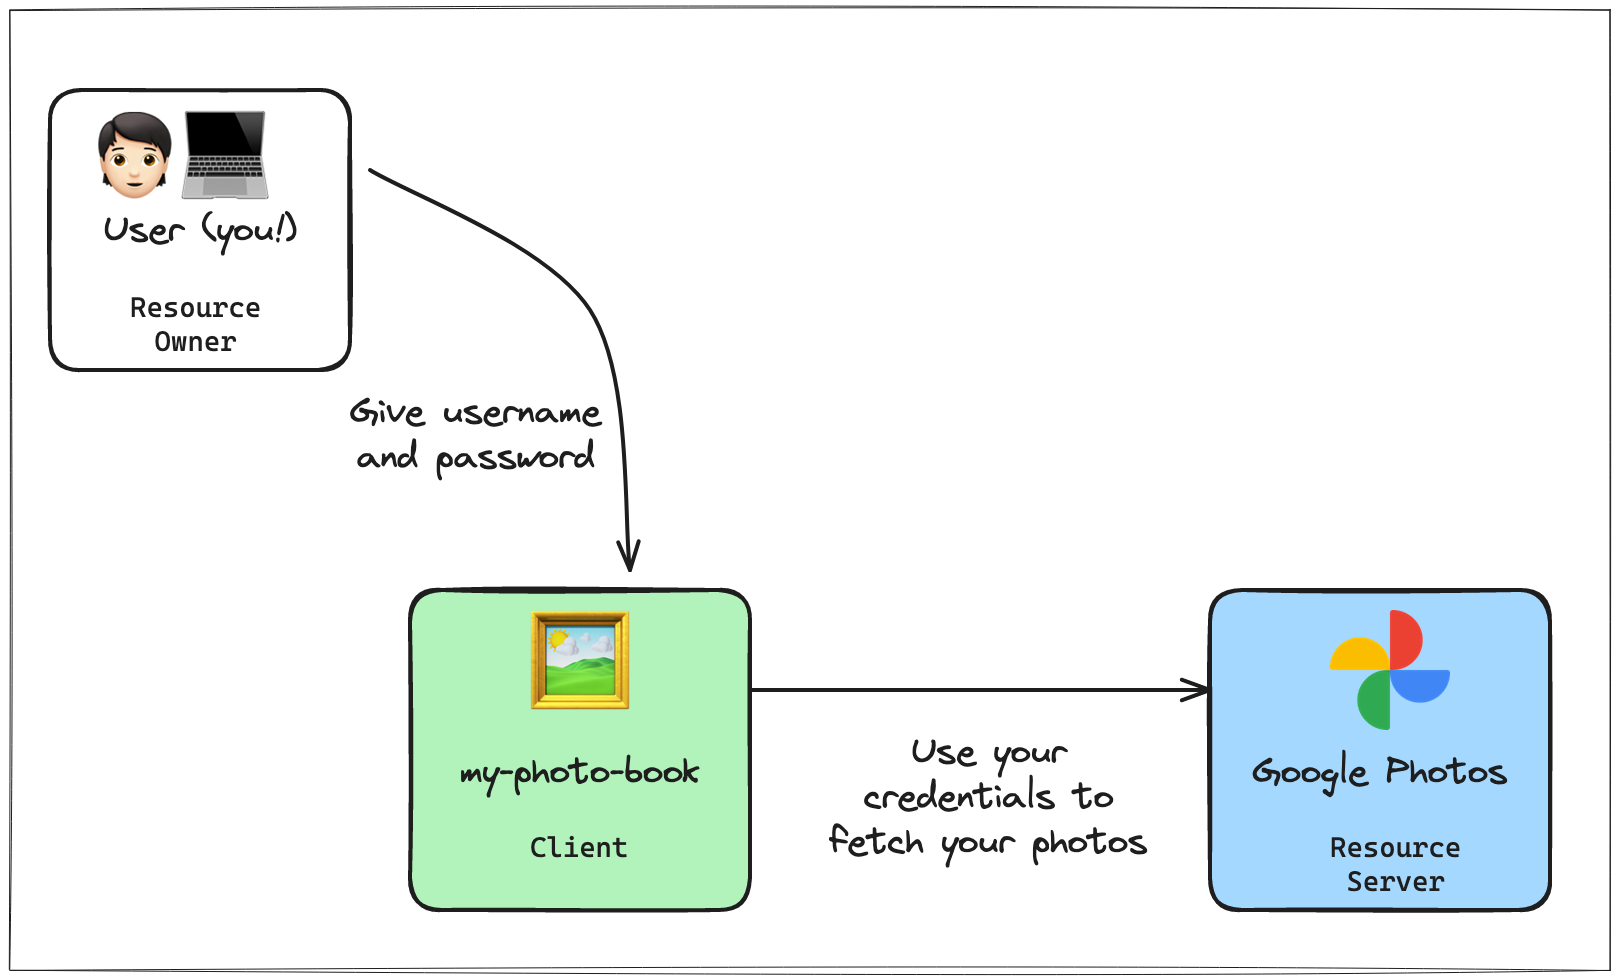 User (you!)
Resource
Owner
Give username
and password
my-photo-book
Client
Use your
credentials to
fetch your photos
Google Photos
Resource
Server